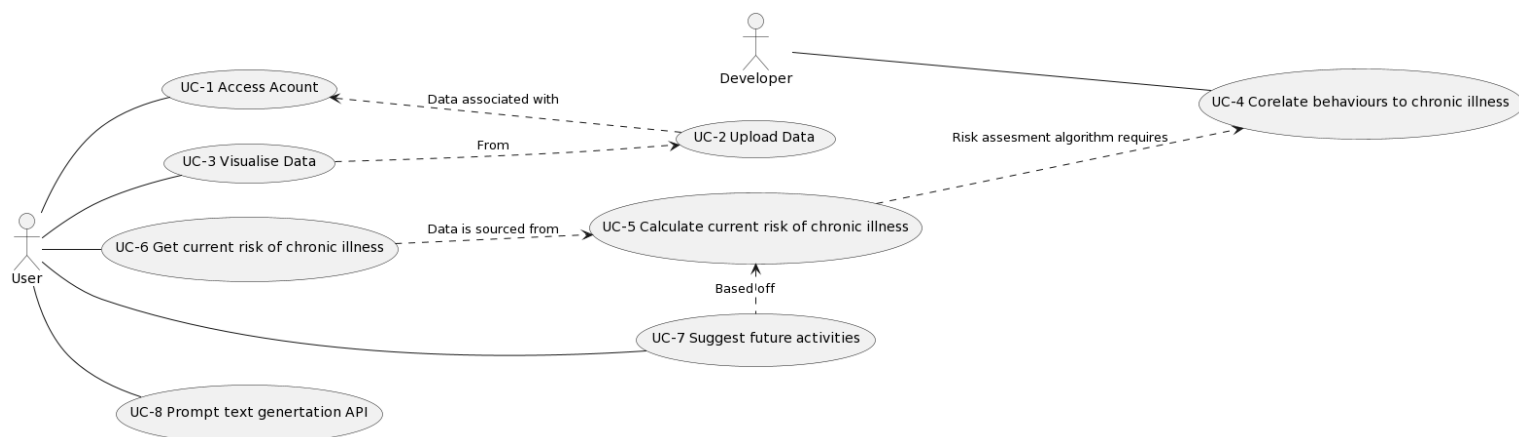 Developer
UC-1 Access Acount
Data associated with
UC-4 Corelate behaviours to chronic illness
UC-2 Upload Data
Risk assesment algorithm requires
From
UC-3 Visualise Data
UC-5 Calculate current risk of chronic illness
Data is sourced from
UC-6 Get current risk of chronic illness
User
Based off
UC-7 Suggest future activities
UC-8 Prompt text genertation API